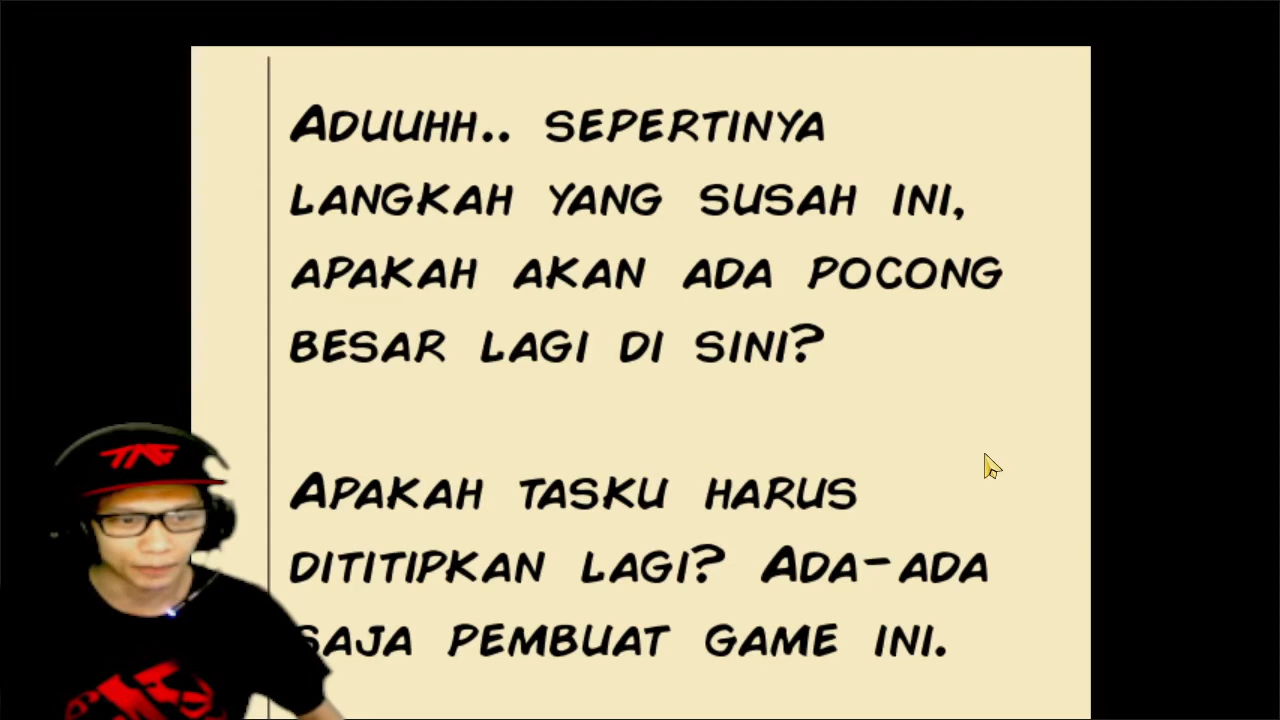 Aduuhh.. sepertinya
langkah yang susah ini,
apakah akan ada pocong
besar lagi di sini?
Apakah tasku harus
dititipkan lagi? Ada-ada
saja pembuat game ini.